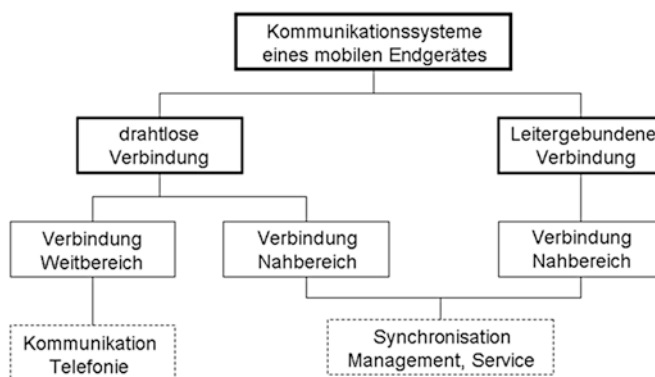 Kommunikationssysteme
eines mobilen Endgerätes
drahtlose
Verbindung
Leitergebundene
Verbindung
Verbindung
Weitbereich
Verbindung
Nahbereich
Verbindung
Nahbereich
Kommunikation
Telefonie
Synchronisation
Management, Service